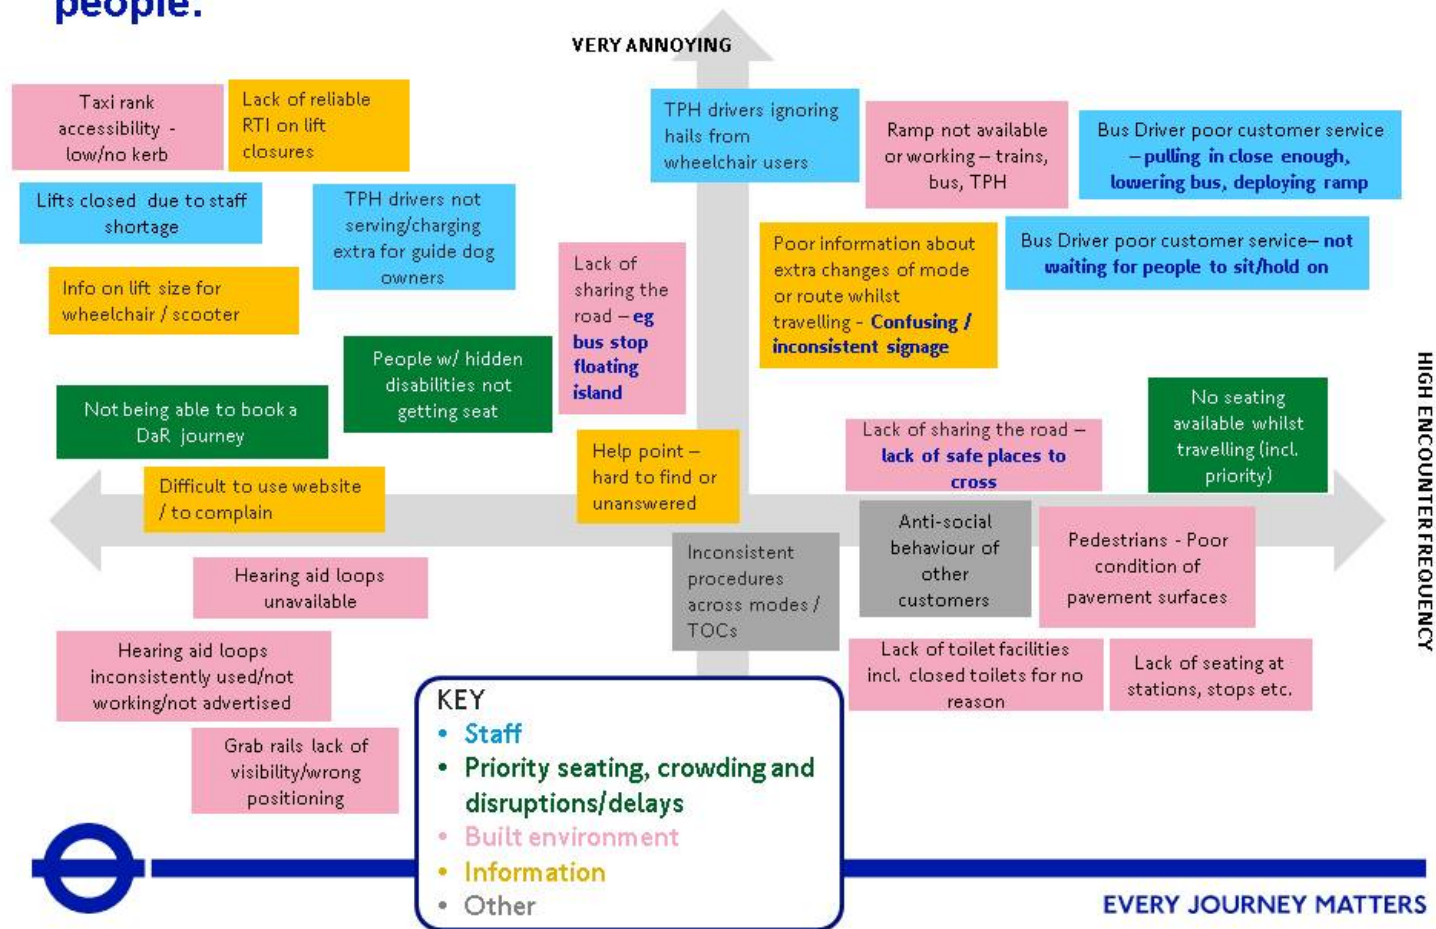 people.
VERY ANNOYING
Taxi rank
accessibility -
low/no kerb
Lack of reliable
RTI on lift
closures
TPH drivers ignoring
hails from
wheelchair users
Ramp not available
or working – trains,
bus, TPH
Bus Driver poor customer service
– pulling in close enough,
lowering bus, deploying ramp
Lifts closed due to staff
shortage
TPH drivers not
serving/charging
extra for guide dog
owners
Lack of
sharing the
road – eg
bus stop
floating
island
Poor information about
extra changes of mode
or route whilst
travelling - Confusing /
inconsistent signage
Bus Driver poor customer service– not
waiting for people to sit/hold on
Info on lift size for
wheelchair / scooter
People w/ hidden
disabilities not
getting seat
Not being able to book a
DaR journey
Help point –
hard to find or
unanswered
Lack of sharing the road –
lack of safe places to
cross
No seating
available whilst
travelling (incl.
priority)
HIGH ENCOUNTER FREQUENCY
Difficult to use website
/ to complain
Inconsistent
procedures
across modes /
TOCs
Anti-social
behaviour of
other
customers
Pedestrians - Poor
condition of
pavement surfaces
Hearing aid loops
unavailable
Hearing aid loops
inconsistently used/not
working/not advertised
Lack of toilet facilities
incl. closed toilets for no
reason
Lack of seating at
stations, stops etc.
Grab rails lack of
visibility/wrong
positioning
KEY
• Staff
• Priority seating, crowding and
disruptions/delays
• Built environment
• Information
• Other
EVERY JOURNEY MATTERS